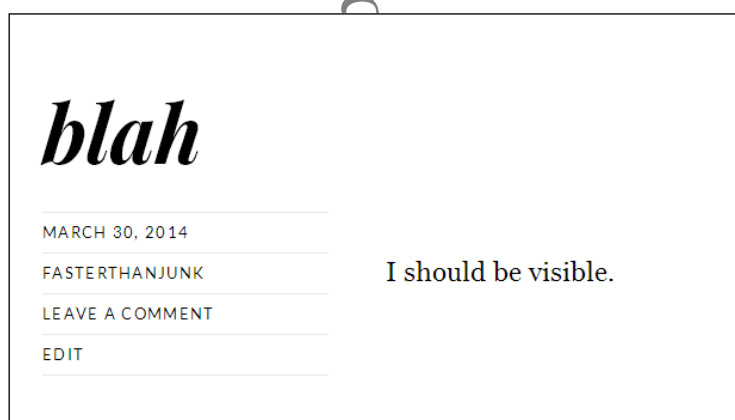 blah
MARCH 30, 2014
FASTERTHANJUNK
LEAVE A COMMENT
EDIT
I should be visible.